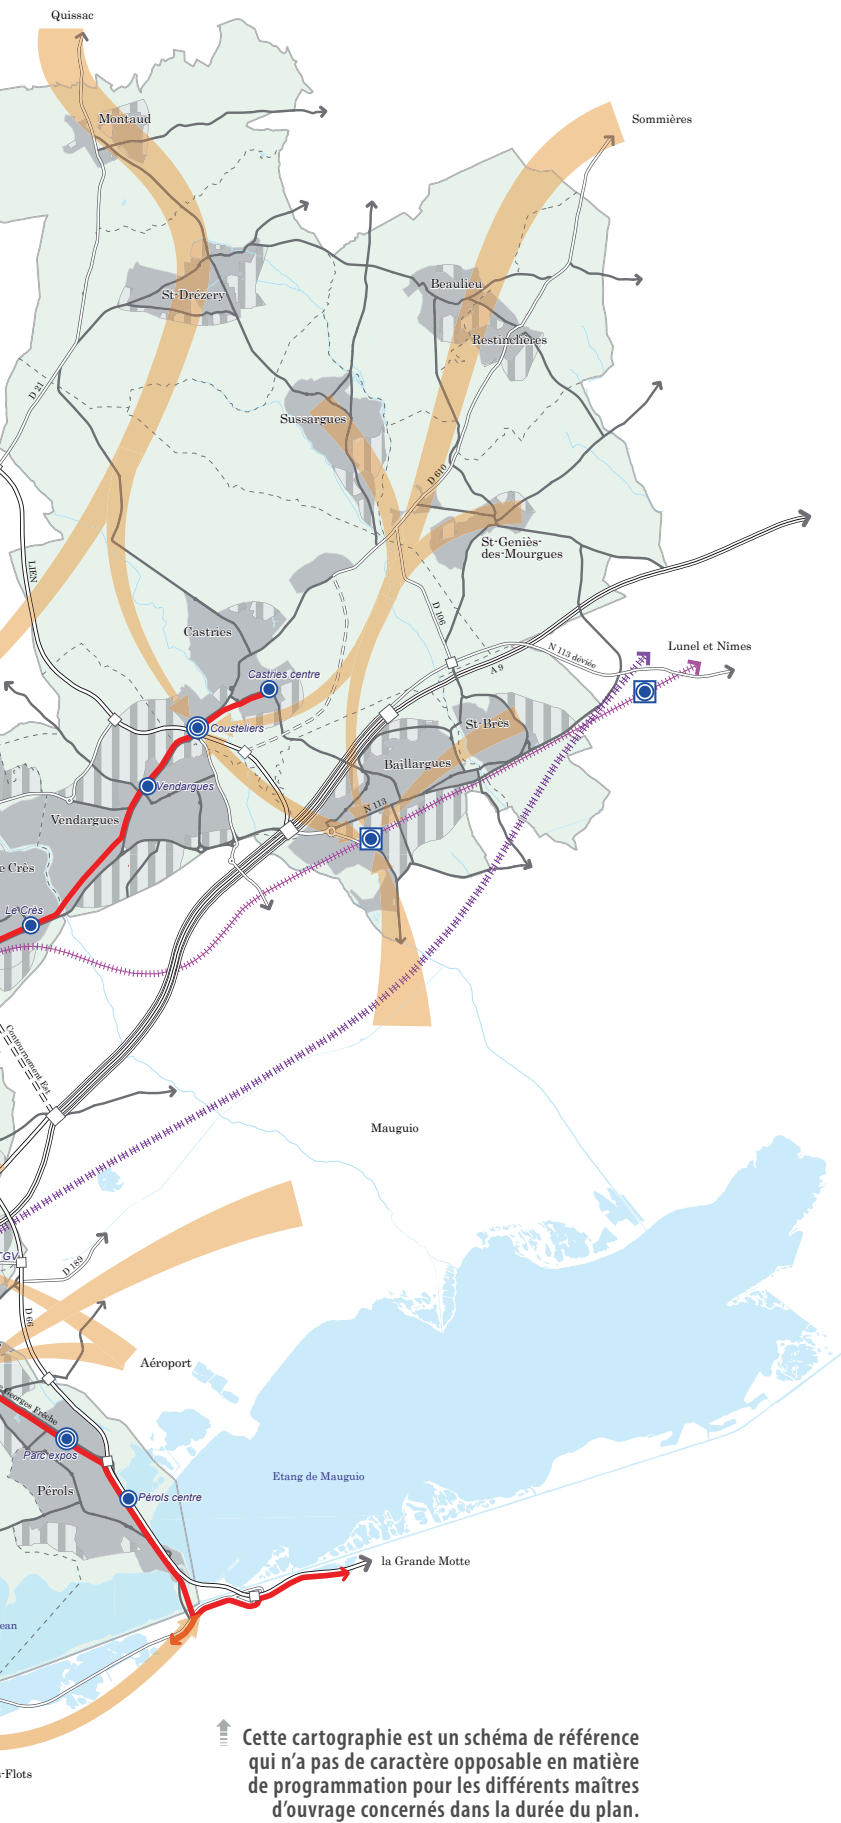 Quissac
Montaud
Sommières
St-Drézery
Beaulieu
Restinclières
D 21
Sussargues
D 610
St-Geniès-
des-Mourgues
LIEN
D 106
Castries
N 113 déviée
Lunel et Nîmes
A 9
Castries centre
Cousteliers
St-Brès
Baillargues
Vendargues
N 113
Vendargues
e Crès
Le Crès
Contournement Est
Mauguio
TGV
D 189
D 66
Aéroport
Georges Frêche
Parc expos
Etang de Mauguio
Pérols
Pérols centre
la Grande Motte
ean
s-Flots
Cette cartographie est un schéma de référence
qui n’a pas de caractère opposable en matière
de programmation pour les différents maîtres
d’ouvrage concernés dans la durée du plan.